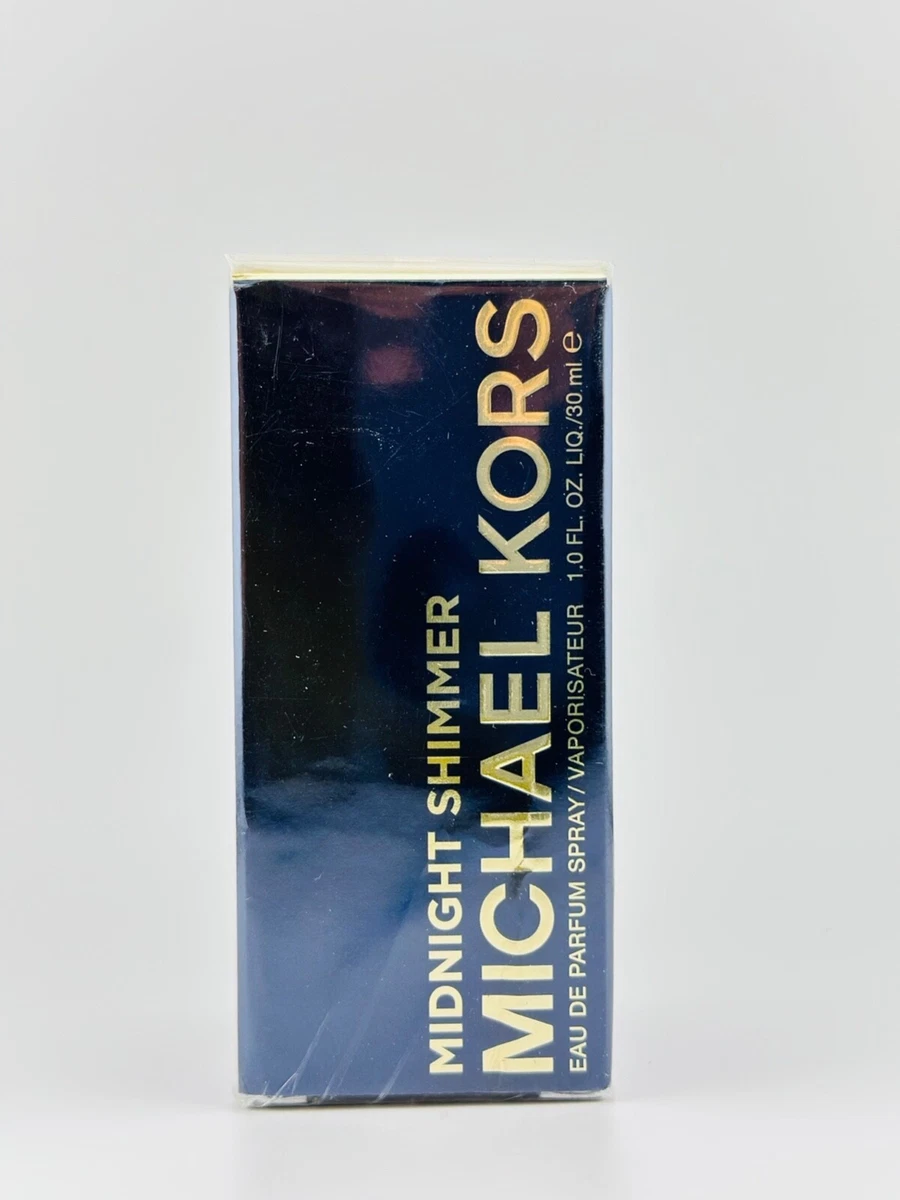 MIDNIGHT SHIMMER
MICHAEL KORS
EAU DE PARFUM SPRAY/VAPORISATEUR 1.0 FL. OZ. LIQ./30 ml ℮